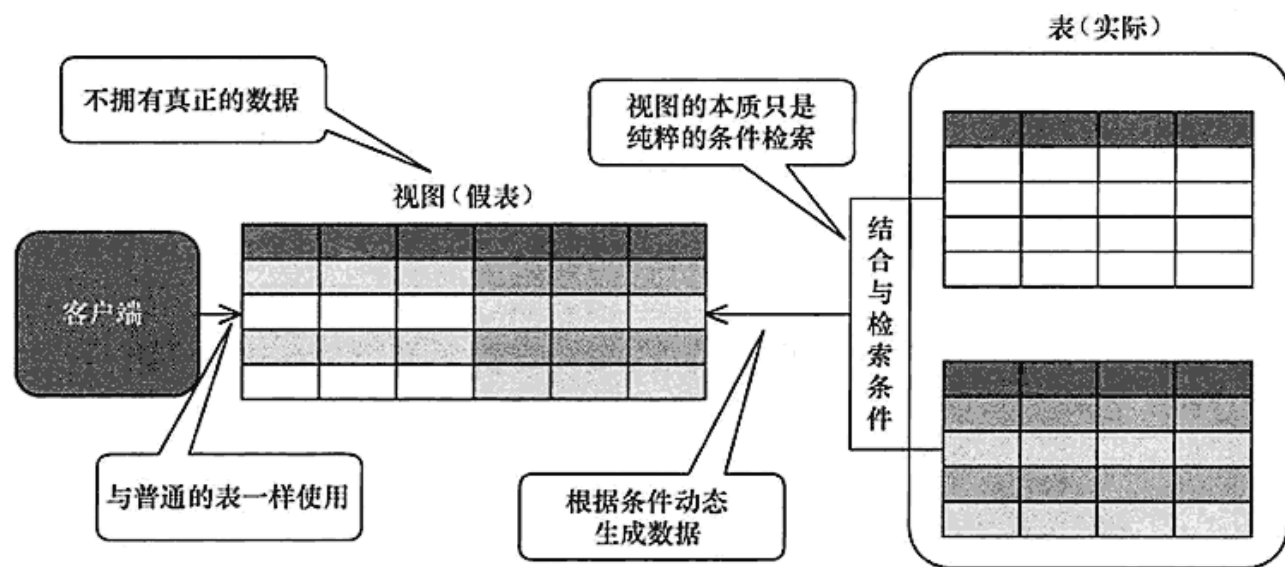 表(实际)
不拥有真正的数据
视图的本质只是
纯粹的条件检索
视图(假表)
客户端
结合与检索条件
与普通的表一样使用
根据条件动态
生成数据